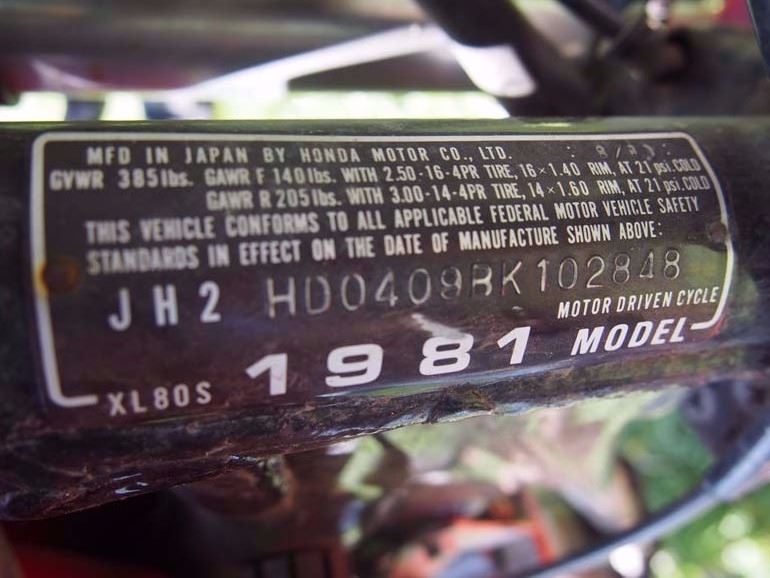 MFD IN JAPAN BY HONDA MOTOR CO., LTD.
GVWR 385lbs. GAWR F 140lbs. WITH 2.50-16-4PR TIRE, 16×1.40 RIM, AT 21 psi.COLD
GAWR R 205lbs. WITH 3.00-14-4PR TIRE, 14×1.60 RIM, AT 21 psi.COLD
THIS VEHICLE CONFORMS TO ALL APPLICABLE FEDERAL MOTOR VEHICLE SAFETY
STANDARDS IN EFFECT ON THE DATE OF MANUFACTURE SHOWN ABOVE:
JH2 HD0409BK102848
MOTOR DRIVEN CYCLE
XL80S 1981 MODEL